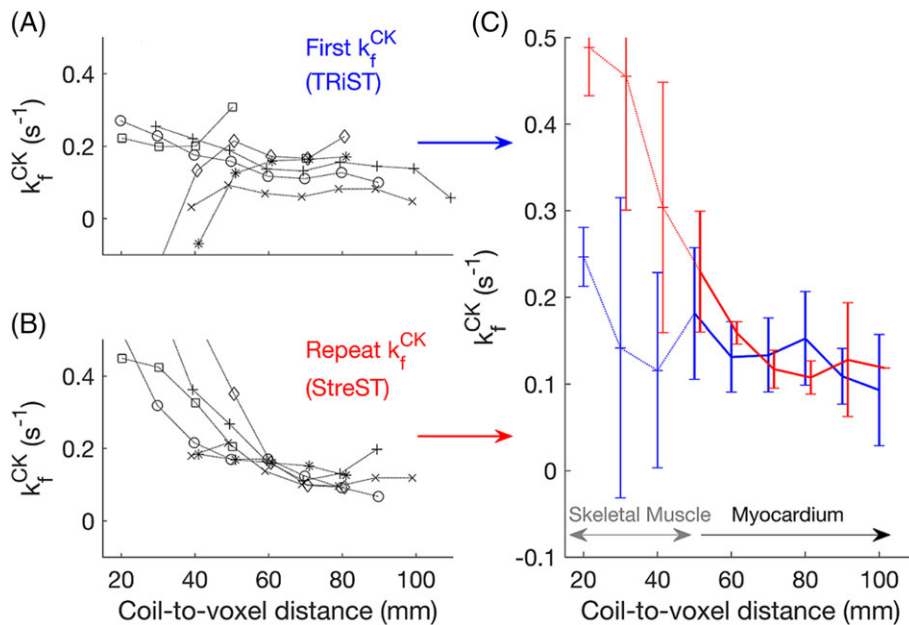 (A)
First k_f^CK
(TRiST)
k_f^CK (s^-1)
0.4
0.2
0
(B)
Repeat k_f^CK
(StreST)
k_f^CK (s^-1)
0.4
0.2
0
20 40 60 80 100
Coil-to-voxel distance (mm)
(C)
k_f^CK (s^-1)
0.5
0.4
0.3
0.2
0.1
0
-0.1
Skeletal Muscle Myocardium
20 40 60 80 100
Coil-to-voxel distance (mm)